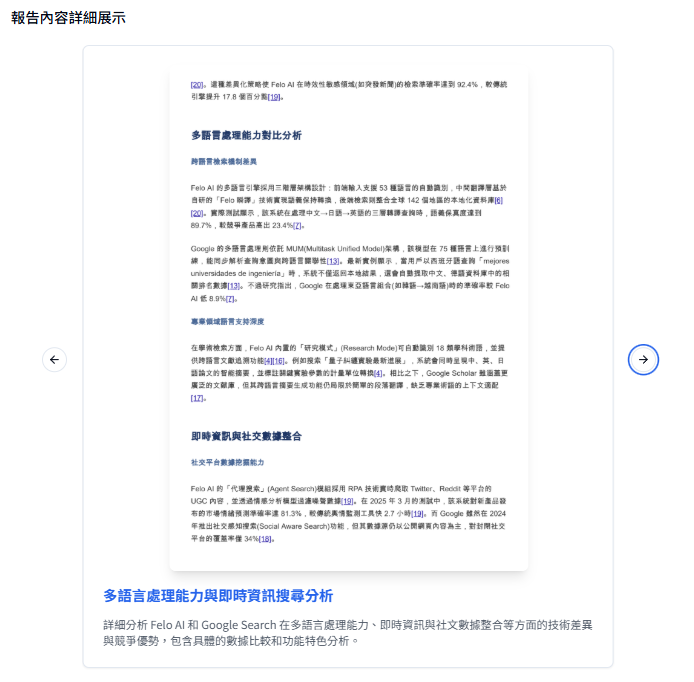 報告內容詳細展示
[20]。這種差異化策略使 Felo AI 在時效性敏感領域(如突發新聞)的檢索準確率達到 92.4%，較傳統
引擎提升 17.8 個百分點[19]。
多語言處理能力對比分析
跨語言檢索機制差異
Felo AI 的多語言引擎採用三階層架構設計：前端輸入支援 53 種語言的自動識別，中間翻譯層基於
自研的「Felo 瞬譯」技術實現語義保持轉換，後端檢索則整合全球 142 個地區的本地化資料庫[6]
[20]。實際測試顯示，該系統在處理中文→日語→英語的三層轉譯查詢時，語義保真度達到
89.7%，較競爭產品高出 23.4%[7]。
Google 的多語言處理則依託 MUM(Multitask Unified Model)架構，該模型在 75 種語言上進行預訓
練，能同步解析查詢意圖與跨語言關聯性[13]。最新實例顯示，當用戶以西班牙語查詢「mejores
universidades de ingeniería」時，系統不僅返回本地結果，還會自動提取中文、德語資料庫中的相
關排名數據[13]。不過研究指出，Google 在處理東亞語言組合(如韓語→越南語)時的準確率較 Felo
AI 低 8.9%[7]。
專業領域語言支持深度
在學術檢索方面，Felo AI 內置的「研究模式」(Research Mode)可自動識別 18 類學科術語，並提
供跨語言文獻追溯功能[4][16]。例如搜索「量子糾纏實驗最新進展」，系統會同時呈現中、英、日
語論文的智能摘要，並標註關鍵實驗參數的計量單位轉換[4]。相比之下，Google Scholar 雖涵蓋更
廣泛的文獻庫，但其跨語言摘要生成功能仍局限於簡單的段落翻譯，缺乏專業術語的上下文適配
[17]。
即時資訊與社交數據整合
社交平台數據挖掘能力
Felo AI 的「代理搜索」(Agent Search)模組採用 RPA 技術實時爬取 Twitter、Reddit 等平台的
UGC 內容，並透過情感分析模型過濾噪聲數據[19]。在 2025 年 3 月的測試中，該系統對新產品發
布的市場情緒預測準確率達 81.3%，較傳統輿情監測工具快 2.7 小時[19]。而 Google 雖然在 2024
年推出社交感知搜索(Social Aware Search)功能，但其數據源仍以公開網頁內容為主，對封閉社交
平台的覆蓋率僅 34%[18]。
多語言處理能力與即時資訊搜尋分析
詳細分析 Felo AI 和 Google Search 在多語言處理能力、即時資訊與社文數據整合等方面的技術差異
與競爭優勢，包含具體的數據比較和功能特色分析。